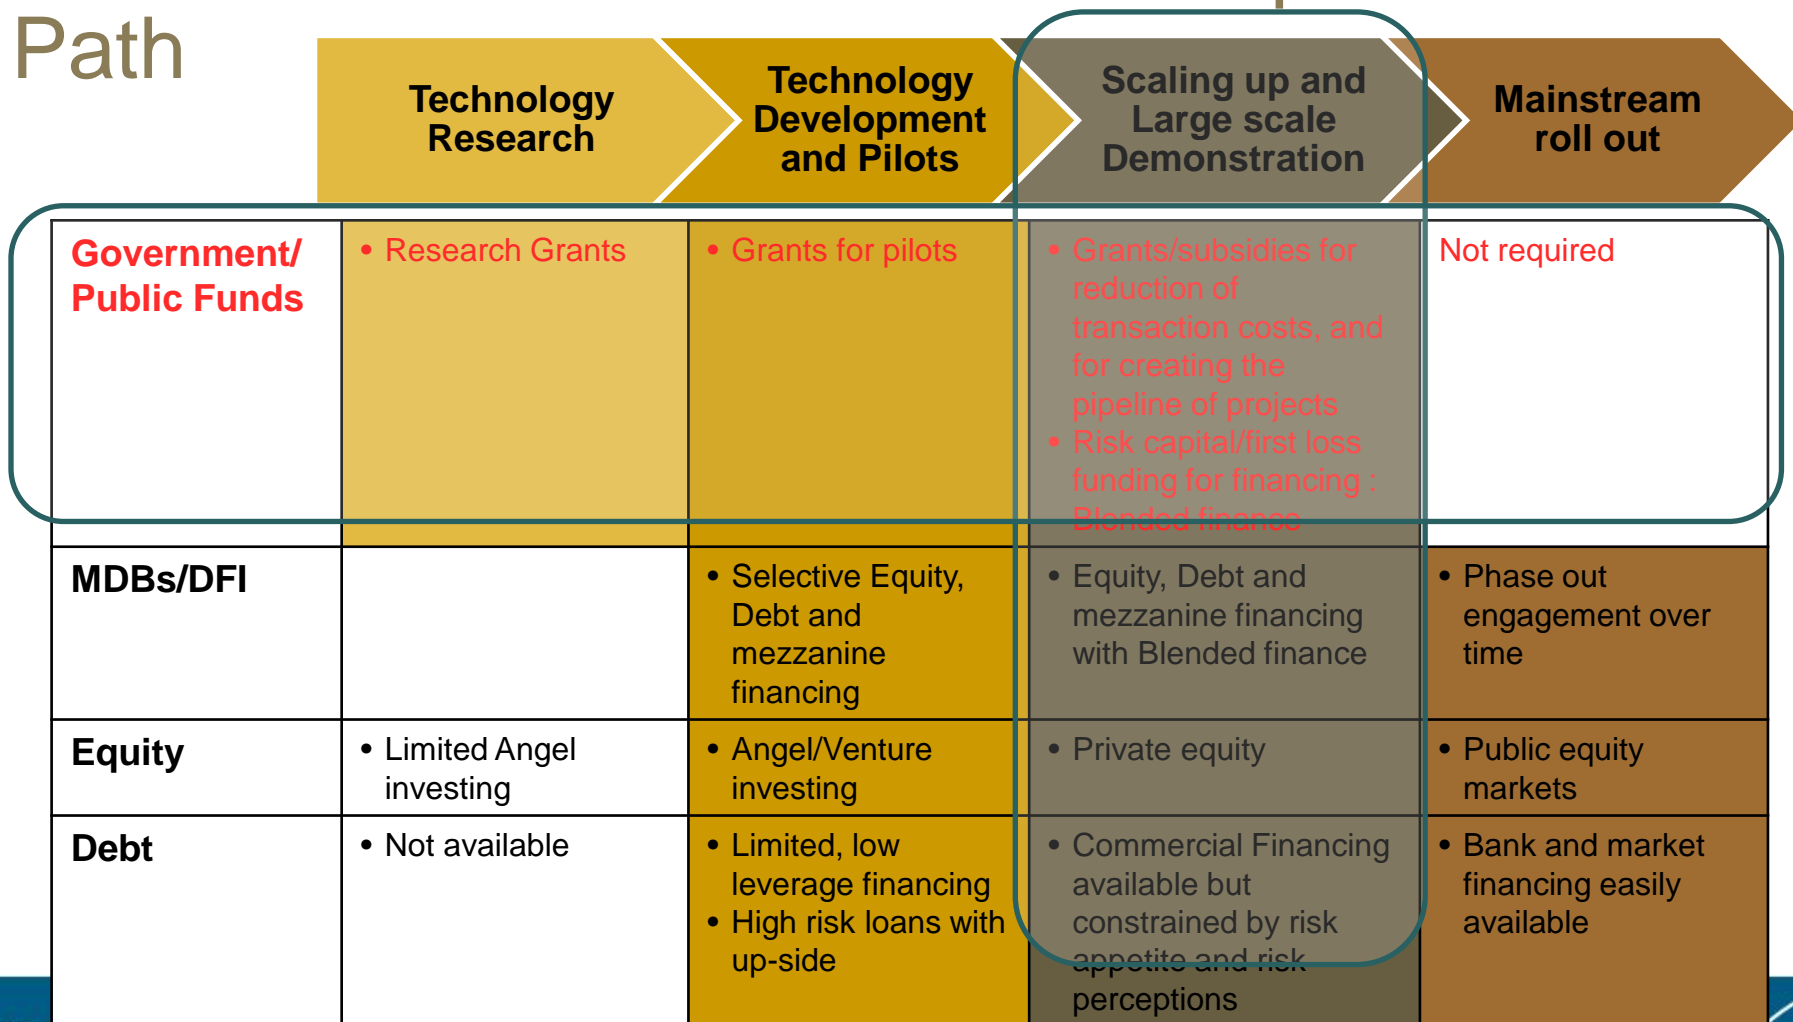 Path
Technology
Research
Technology
Development
and Pilots
Scaling up and
Large scale
Demonstration
Mainstream
roll out
Government/
Public Funds
• Research Grants
• Grants for pilots
• Grants/subsidies for
reduction of
transaction costs, and
for creating the
pipeline of projects
• Risk capital/first loss
funding for financing :
Blended finance
Not required
MDBs/DFI
• Selective Equity,
Debt and
mezzanine
financing
• Equity, Debt and
mezzanine financing
with Blended finance
• Phase out
engagement over
time
Equity
• Limited Angel
investing
• Angel/Venture
investing
• Private equity
• Public equity
markets
Debt
• Not available
• Limited, low
leverage financing
• High risk loans with
up-side
• Commercial Financing
available but
constrained by risk
appetite and risk
perceptions
• Bank and market
financing easily
available